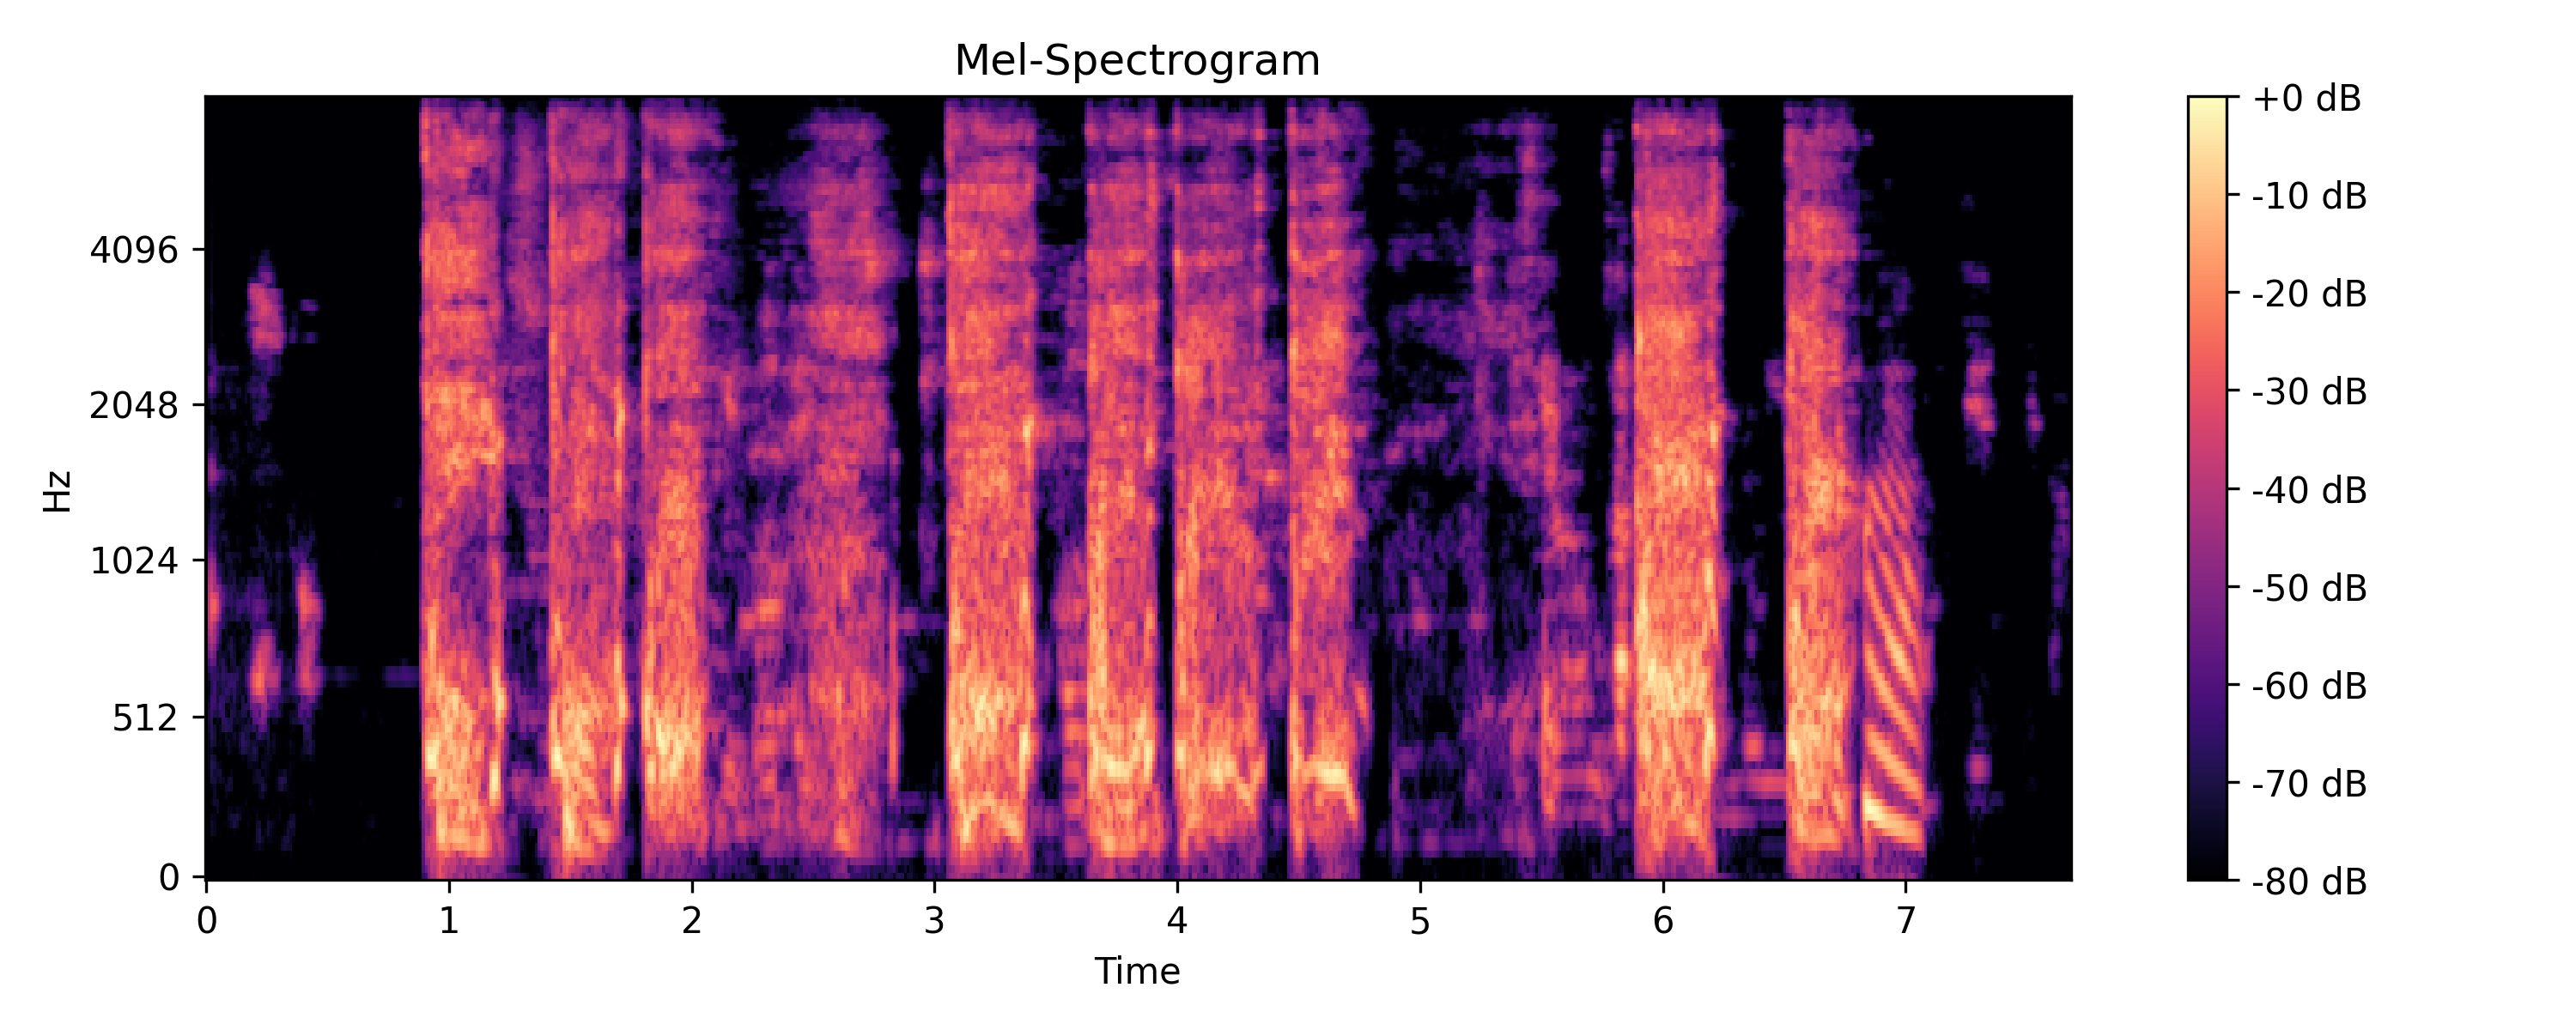 Mel-Spectrogram
+0 dB
-10 dB
-20 dB
-30 dB
-40 dB
-50 dB
-60 dB
-70 dB
-80 dB
4096
2048
1024
512
0
Hz
0 1 2 3 4 5 6 7
Time